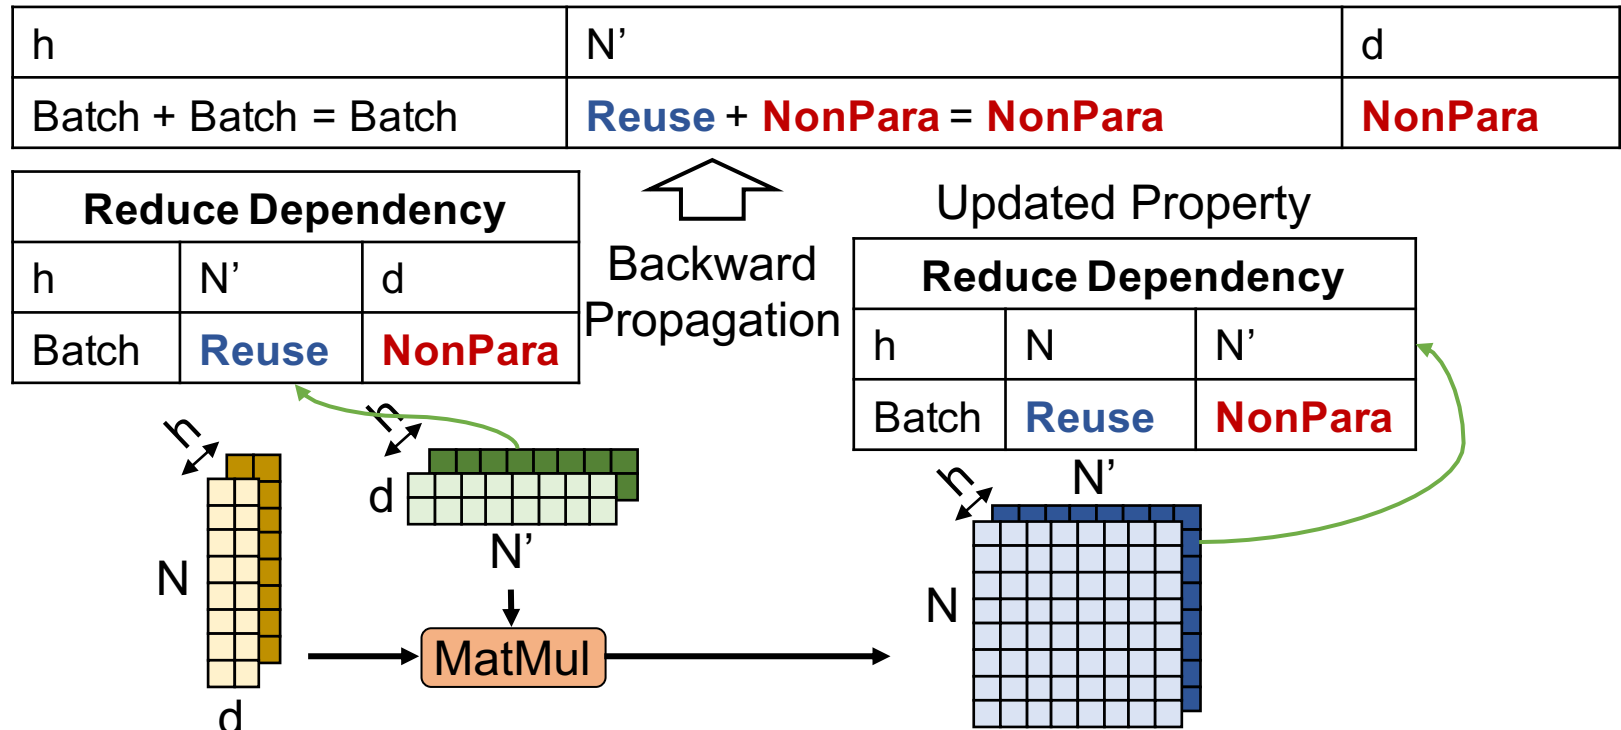 h N’ d
Batch + Batch = Batch Reuse + NonPara = NonPara NonPara
Reduce Dependency
h N’ d
Batch Reuse NonPara
Backward
Propagation
Updated Property
Reduce Dependency
h N N’
Batch Reuse NonPara
h
N
d
h
d
N’
MatMul
h
N’
N